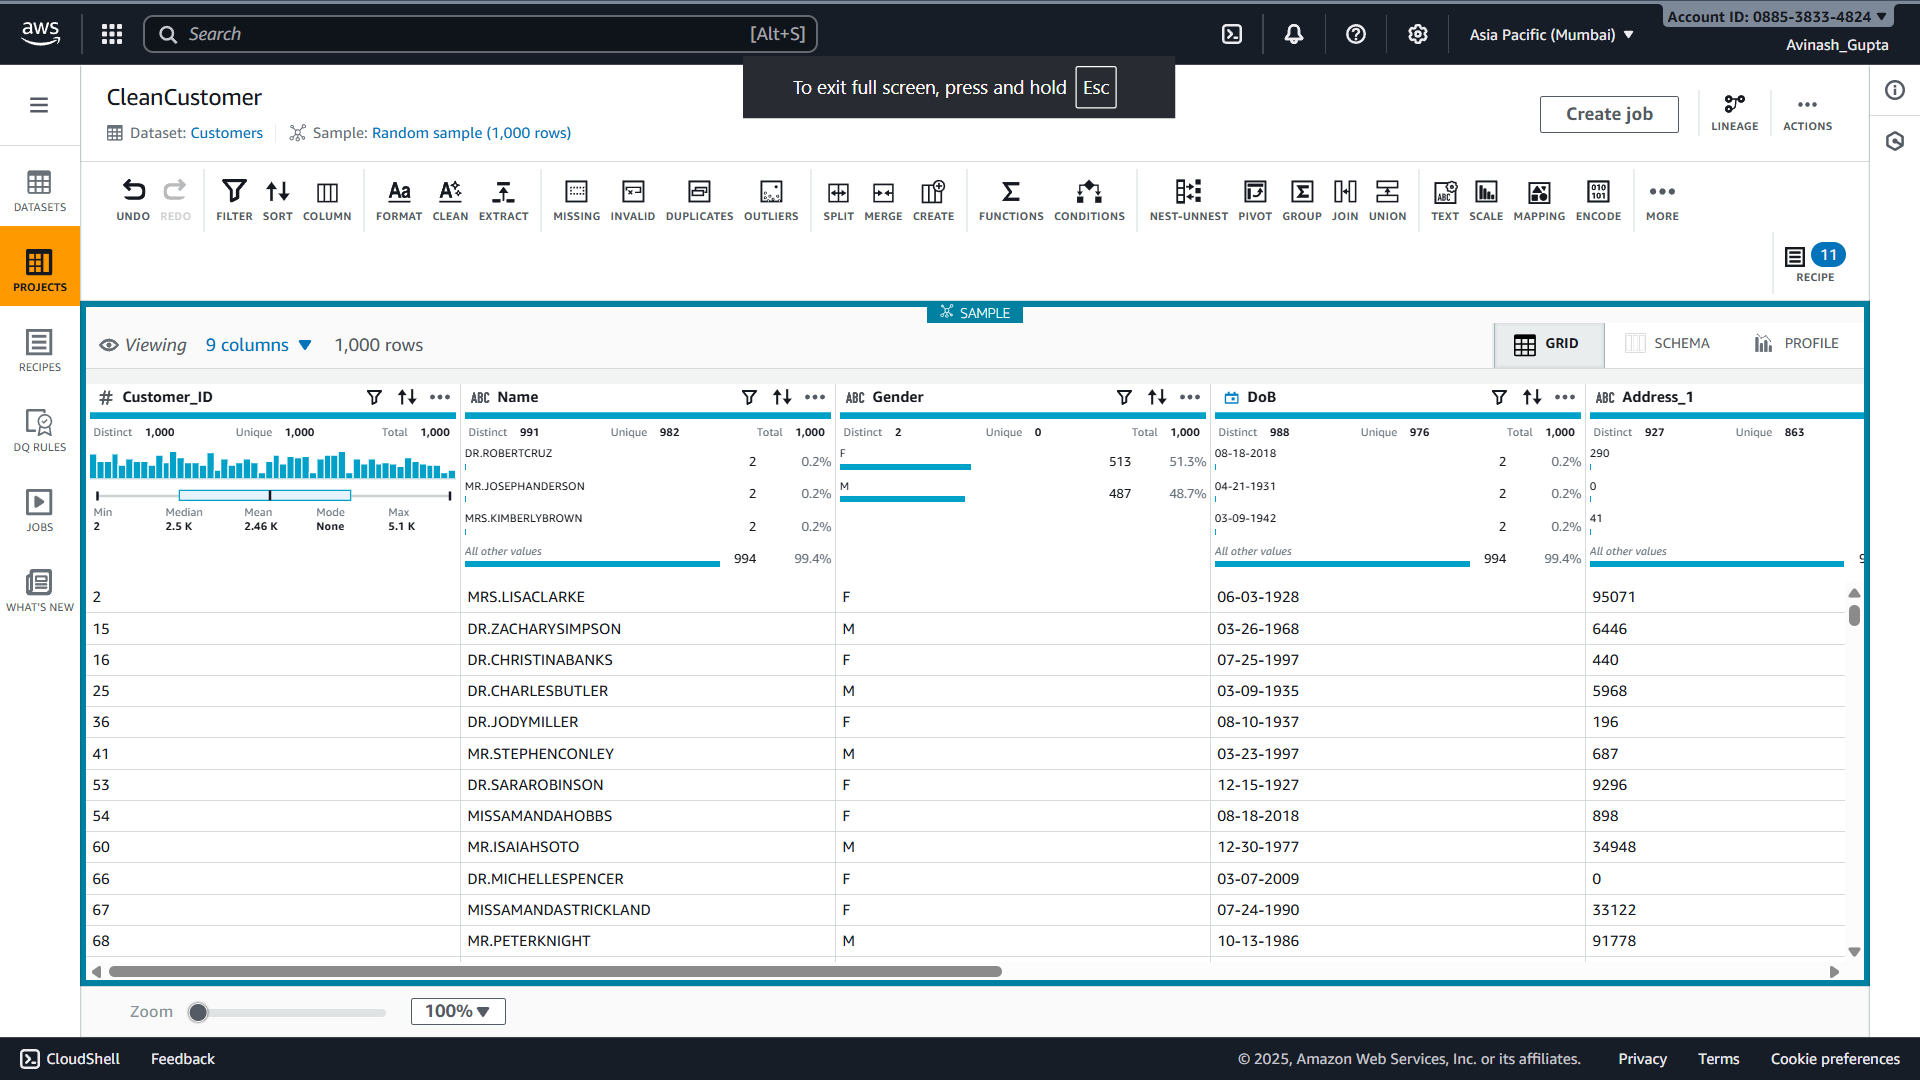 aws
Search
[Alt+S]
Asia Pacific (Mumbai) ▼
Account ID: 0885-3833-4824 ▼
Avinash_Gupta
To exit full screen, press and hold Esc
CleanCustomer
Dataset: Customers
Sample: Random sample (1,000 rows)
Create job
LINEAGE
ACTIONS
DATASETS
PROJECTS
RECIPES
DQ RULES
JOBS
WHAT'S NEW
UNDO REDO FILTER SORT COLUMN FORMAT CLEAN EXTRACT MISSING INVALID DUPLICATES OUTLIERS SPLIT MERGE CREATE FUNCTIONS CONDITIONS NEST-UNNEST PIVOT GROUP JOIN UNION TEXT SCALE MAPPING ENCODE MORE
11
RECIPE
SAMPLE
Viewing 9 columns ▼ 1,000 rows
GRID SCHEMA PROFILE
# Customer_ID ABC Name ABC Gender DoB ABC Address_1
Distinct 1,000 Unique 1,000 Total 1,000 Distinct 991 Unique 982 Total 1,000 Distinct 2 Unique 0 Total 1,000 Distinct 988 Unique 976 Total 1,000 Distinct 927 Unique 863
Min 2 Median 2.5 K Mean 2.46 K Mode None Max 5.1 K
DR.ROBERTCRUZ 2 0.2%
MR.JOSEPHANDERSON 2 0.2%
MRS.KIMBERLYBROWN 2 0.2%
All other values 994 99.4%
F 513 51.3%
M 487 48.7%
08-18-2018 2 0.2%
04-21-1931 2 0.2%
03-09-1942 2 0.2%
All other values 994 99.4%
290
0
41
All other values
2 MRS.LISACLARKE F 06-03-1928 95071
15 DR.ZACHARYSIMPSON M 03-26-1968 6446
16 DR.CHRISTINABANKS F 07-25-1997 440
25 DR.CHARLESBUTLER M 03-09-1935 5968
36 DR.JODYMILLER F 08-10-1937 196
41 MR.STEPHENCONLEY M 03-23-1997 687
53 DR.SARAROBINSON F 12-15-1927 9296
54 MISSAMANDAHOBBS F 08-18-2018 898
60 MR.ISAIAHSOTO M 12-30-1977 34948
66 DR.MICHELLESPENCER F 03-07-2009 0
67 MISSAMANDASTRICKLAND F 07-24-1990 33122
68 MR.PETERKNIGHT M 10-13-1986 91778
Zoom 100% ▼
CloudShell Feedback © 2025, Amazon Web Services, Inc. or its affiliates. Privacy Terms Cookie preferences